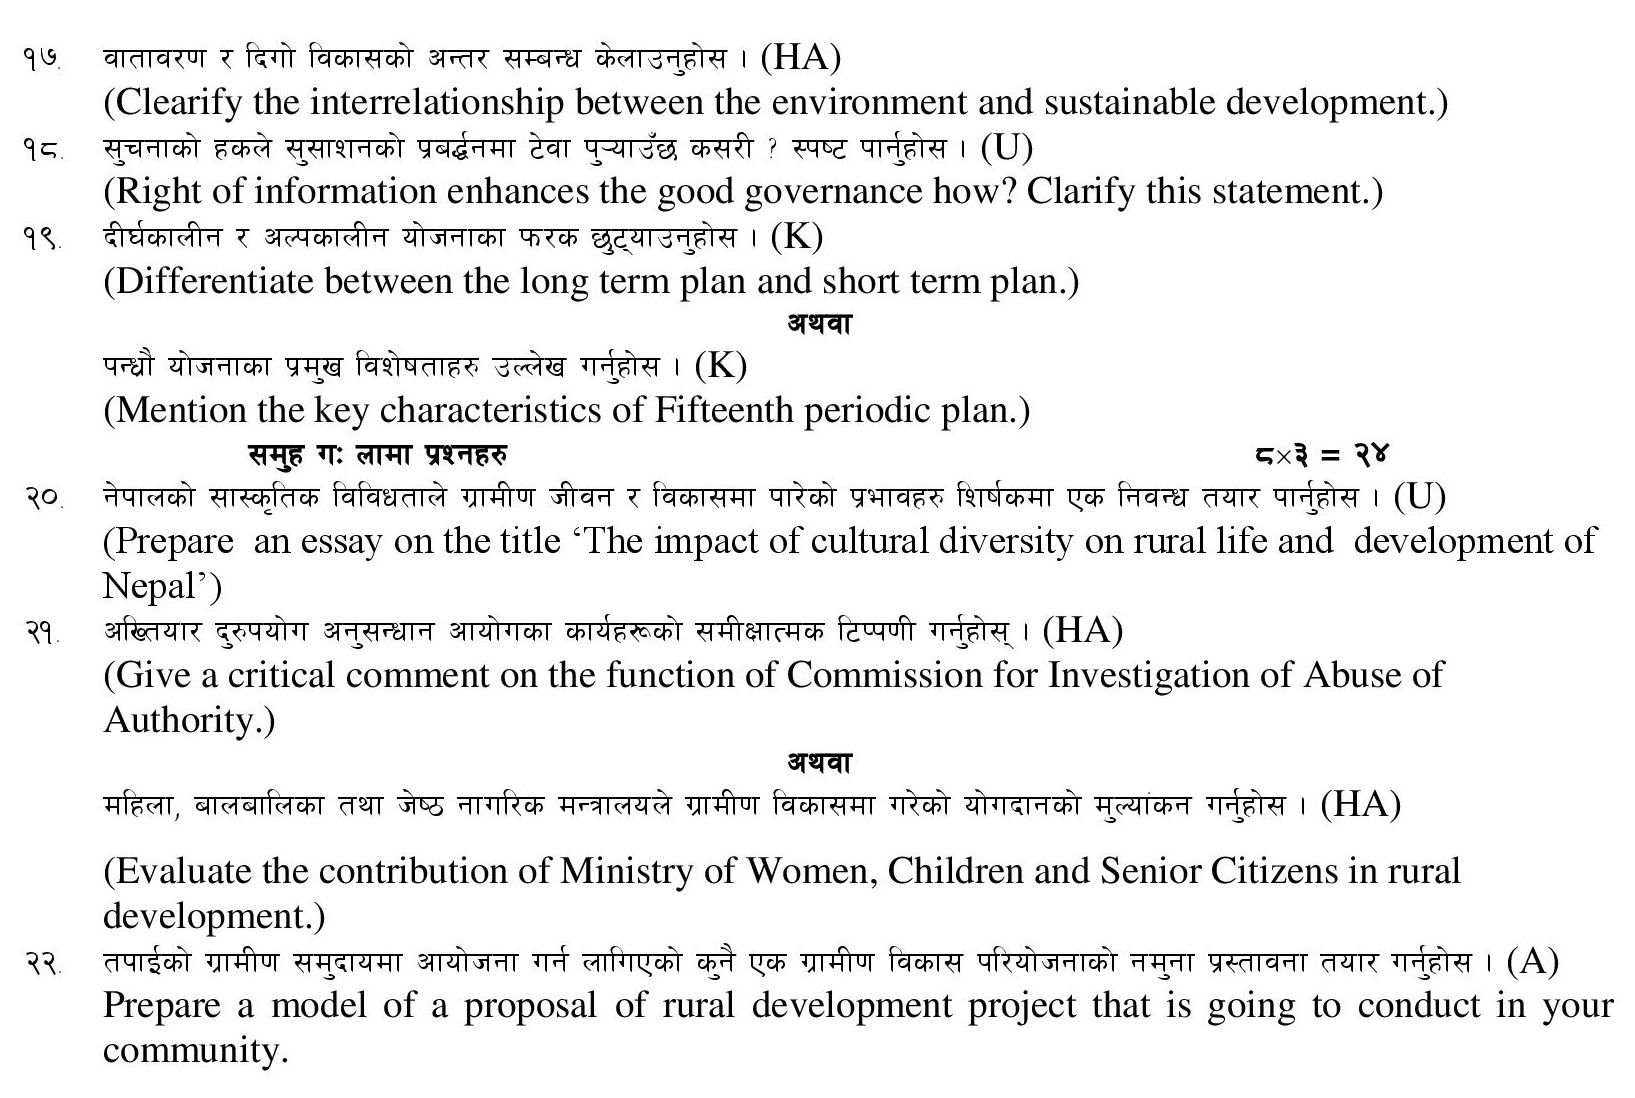 १७. वातावरण र दिगो विकासको अन्तर सम्बन्ध केलाउनुहोस । (HA)
(Clearify the interrelationship between the environment and sustainable development.)
१८. सुचनाको हकले सुसाशनको प्रबर्द्धनमा टेवा पुऱ्याउँछ कसरी ? स्पष्ट पार्नुहोस । (U)
(Right of information enhances the good governance how? Clarify this statement.)
१९. दीर्घकालीन र अल्पकालीन योजनाका फरक छुट्याउनुहोस । (K)
(Differentiate between the long term plan and short term plan.)
अथवा
पन्ध्रौ योजनाका प्रमुख विशेषताहरु उल्लेख गर्नुहोस । (K)
(Mention the key characteristics of Fifteenth periodic plan.)
समुह गः लामा प्रश्नहरु ८×३ = २४
२०. नेपालको सास्कृतिक विविधताले ग्रामीण जीवन र विकासमा पारेको प्रभावहरु शिर्षकमा एक निवन्ध तयार पार्नुहोस । (U)
(Prepare an essay on the title ‘The impact of cultural diversity on rural life and development of
Nepal’)
२१. अख्तियार दुरुपयोग अनुसन्धान आयोगका कार्यहरूको समीक्षात्मक टिप्पणी गर्नुहोस् । (HA)
(Give a critical comment on the function of Commission for Investigation of Abuse of
Authority.)
अथवा
महिला, बालबालिका तथा जेष्ठ नागरिक मन्त्रालयले ग्रामीण विकासमा गरेको योगदानको मुल्यांकन गर्नुहोस । (HA)
(Evaluate the contribution of Ministry of Women, Children and Senior Citizens in rural
development.)
२२. तपाईको ग्रामीण समुदायमा आयोजना गर्न लागिएको कुनै एक ग्रामीण विकास परियोजनाको नमुना प्रस्तावना तयार गर्नुहोस । (A)
Prepare a model of a proposal of rural development project that is going to conduct in your
community.